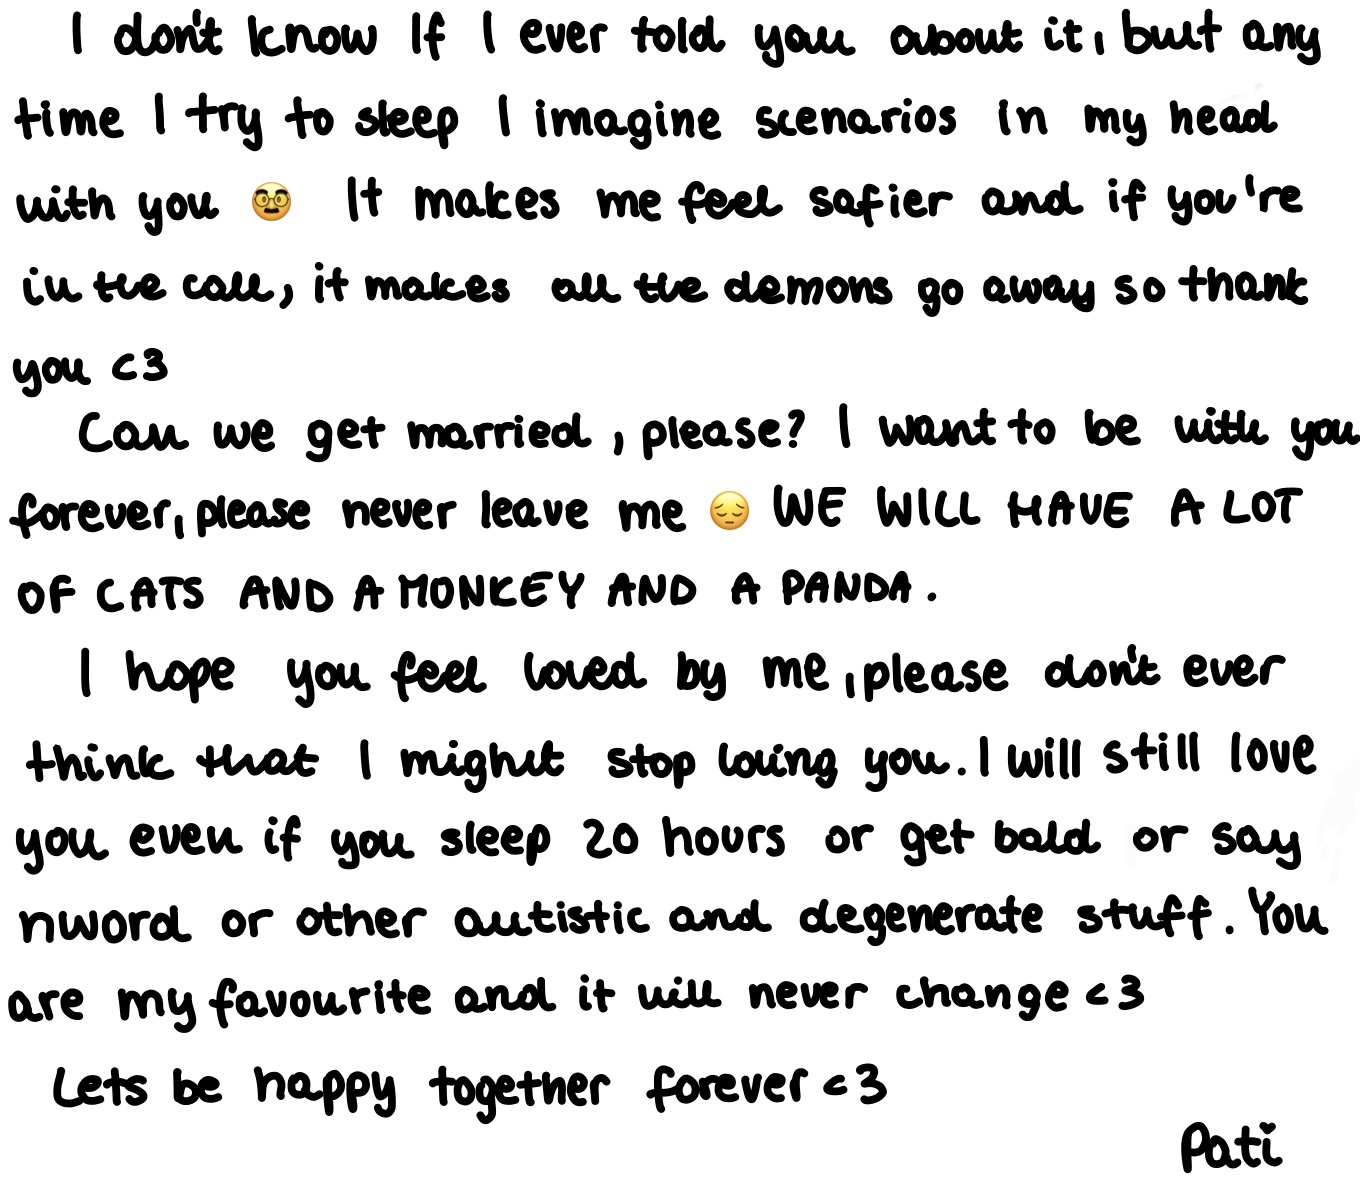 I don't know If I ever told you about it, but any
time I try to sleep I imagine scenarios in my head
with you 🥸 It makes me feel safier and if you're
in the call, it makes all the demons go away so thank
you <3
Can we get married, please? I want to be with you
forever, please never leave me 😔 WE WILL HAVE A LOT
OF CATS AND A MONKEY AND A PANDA.
I hope you feel loved by me, please don't ever
think that I might stop loving you. I will still love
you even if you sleep 20 hours or get bald or say
nword or other autistic and degenerate stuff. You
are my favourite and it will never change <3
Lets be happy together forever <3
Pati